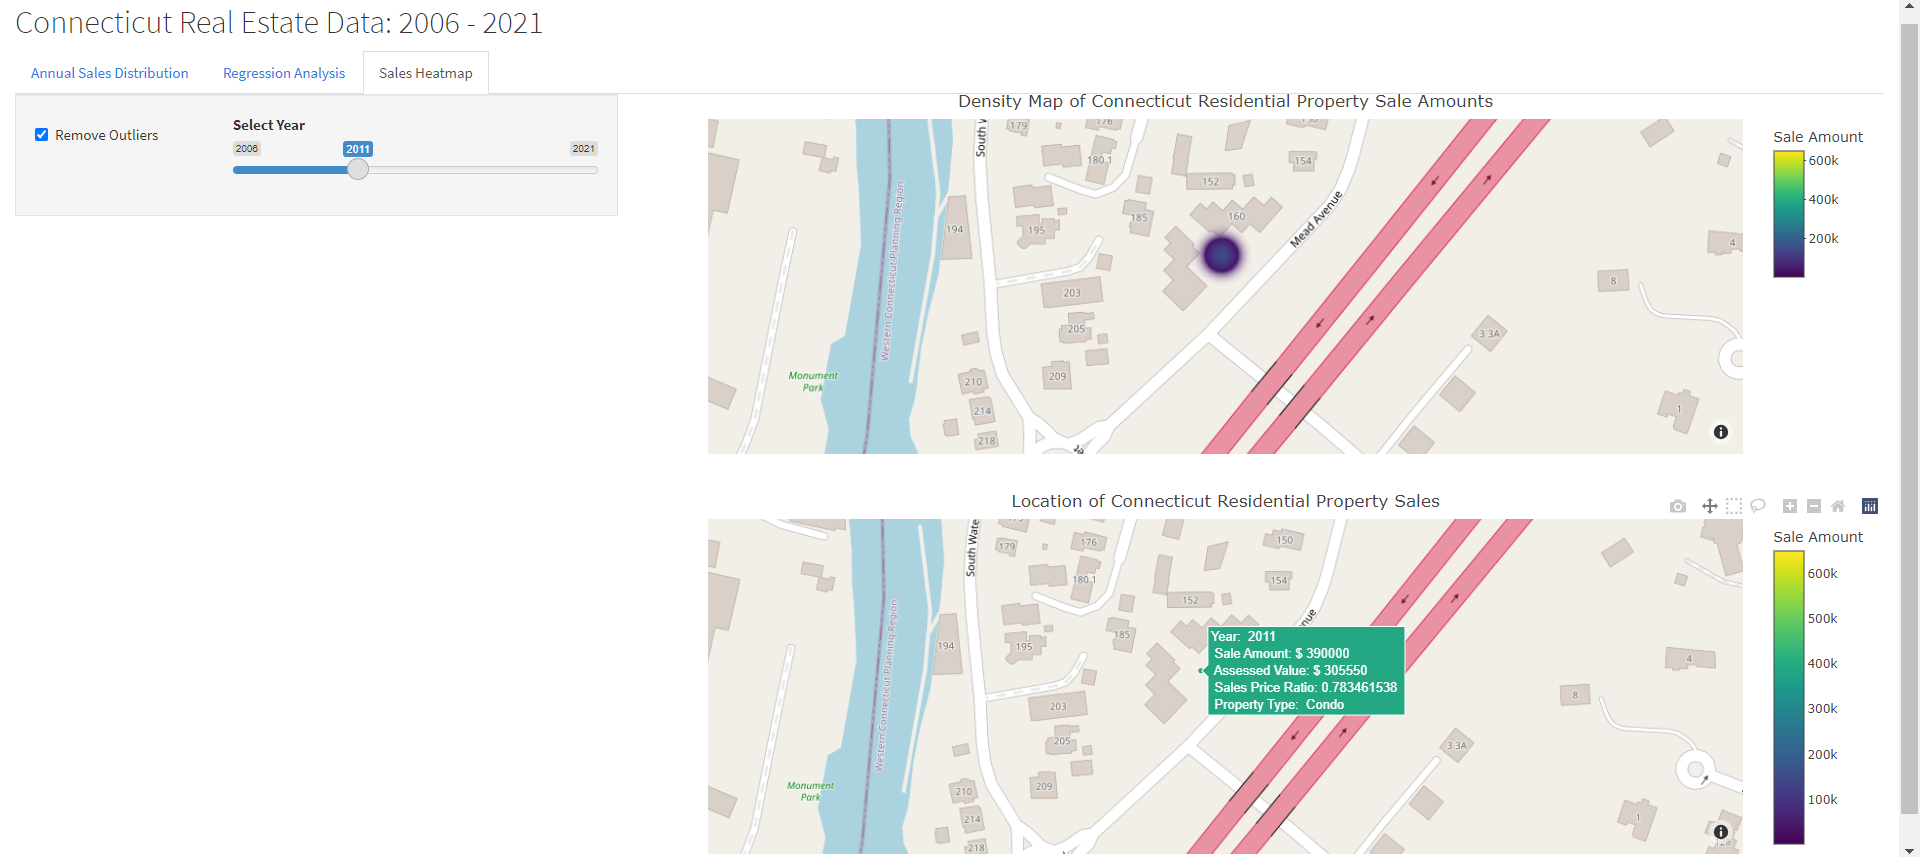 Connecticut Real Estate Data: 2006 - 2021
Annual Sales Distribution
Regression Analysis
Sales Heatmap
Remove Outliers
Select Year
2006
2011
2021
Density Map of Connecticut Residential Property Sale Amounts
179
176
180.1
154
152
160
185
194
195
203
205
209
210
214
218
4
8
3 3A
1
Mead Avenue
Western Connecticut Planning Region
Monument
Park
Sale Amount
600k
400k
200k
Location of Connecticut Residential Property Sales
South Wate
179
176
180.1
150
154
152
185
194
195
203
205
209
210
214
218
4
8
3 3A
1
Western Connecticut Planning Region
Monument
Park
Year: 2011
Sale Amount: $ 390000
Assessed Value: $ 305550
Sales Price Ratio: 0.783461538
Property Type: Condo
Sale Amount
600k
500k
400k
300k
200k
100k